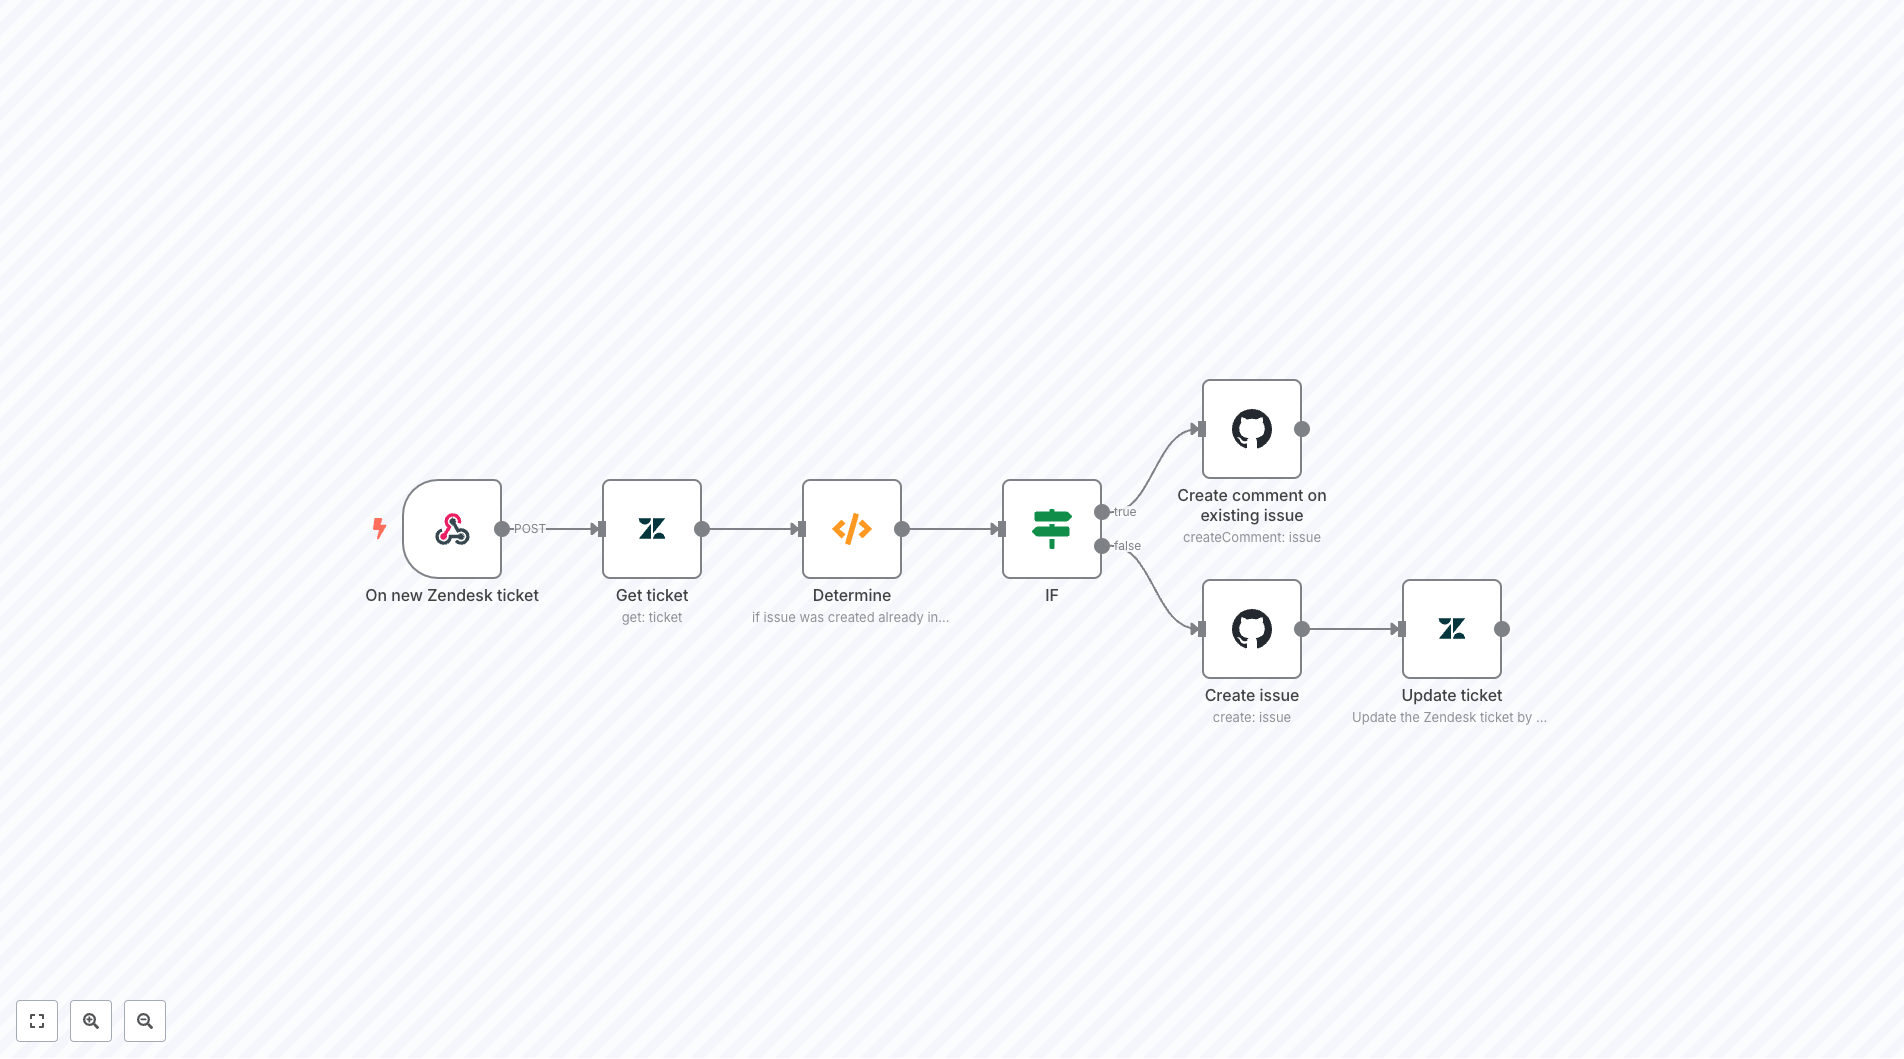 POST
On new Zendesk ticket
Get ticket
get: ticket
Determine
if issue was created already in...
IF
true
false
Create comment on
existing issue
createComment: issue
Create issue
create: issue
Update ticket
Update the Zendesk ticket by ...